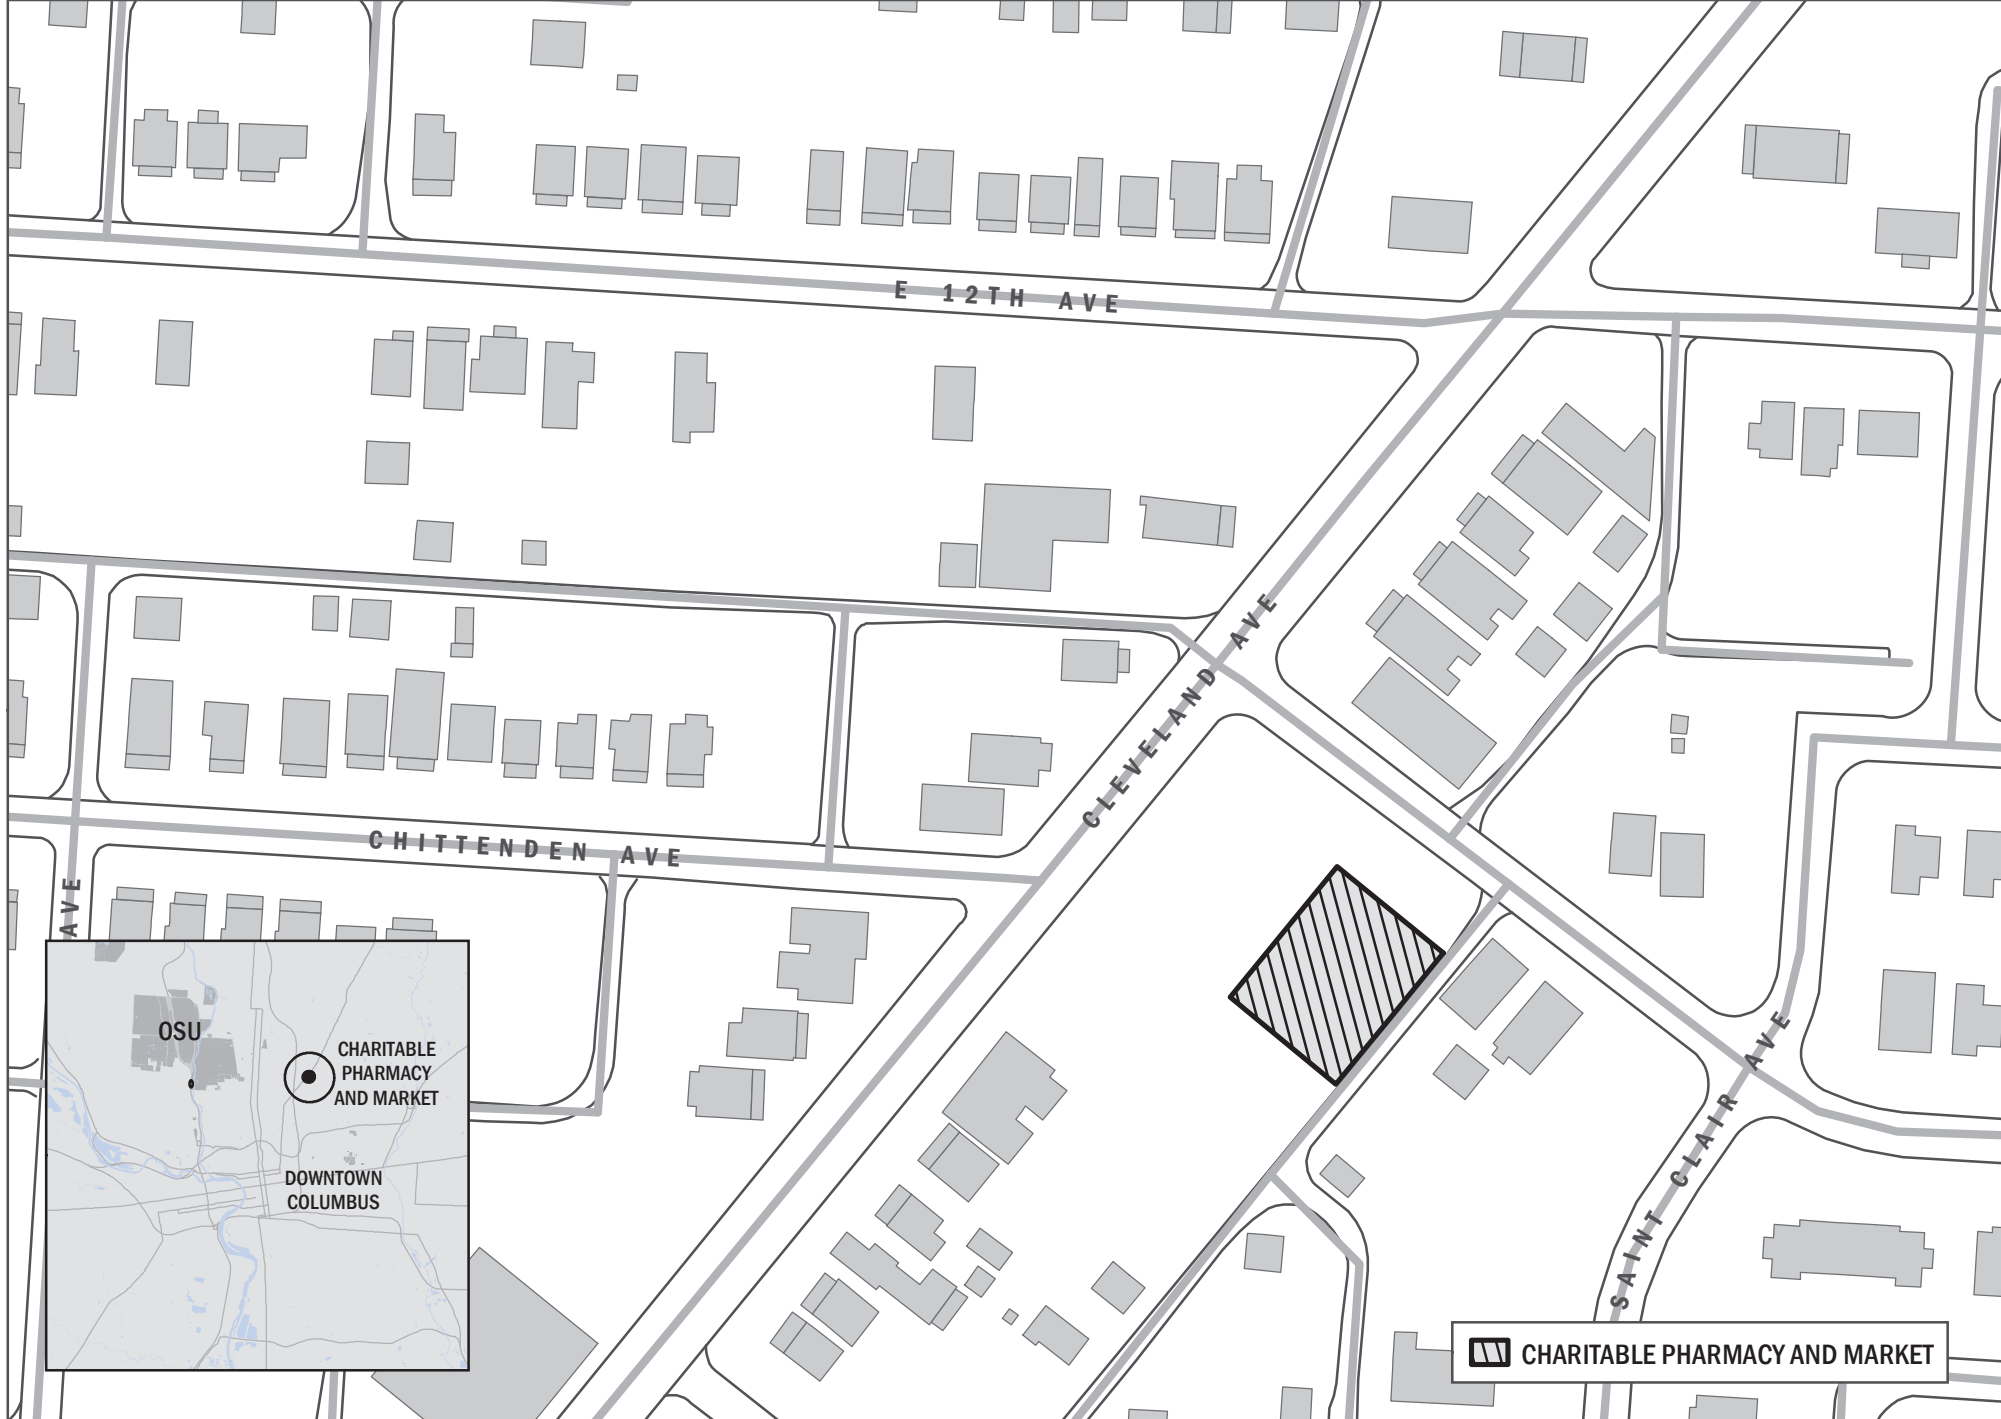 E 12TH AVE
CLEVELAND AVE
CHITTENDEN AVE
AVE
SAINT CLAIR AVE
OSU
CHARITABLE
PHARMACY
AND MARKET
DOWNTOWN
COLUMBUS
CHARITABLE PHARMACY AND MARKET